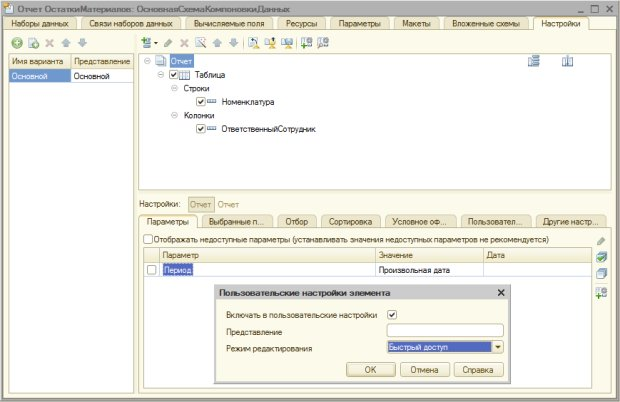 Отчет ОстаткиМатериалов: ОсновнаяСхемаКомпоновкиДанных
Наборы данных Связи наборов данных Вычисляемые поля Ресурсы Параметры Макеты Вложенные схемы Настройки
Имя варианта Представление
Основной Основной
Отчет
Таблица
Строки
Номенклатура
Колонки
ОтветственныйСотрудник
Настройки: Отчет Отчет
Параметры Выбранные п... Отбор Сортировка Условное оф... Пользовател... Другие настр...
Отображать недоступные параметры (устанавливать значения недоступных параметров не рекомендуется)
Параметр Значение Дата
Период Произвольная дата
Пользовательские настройки элемента
Включать в пользовательские настройки
Представление
Режим редактирования Быстрый доступ
OK Отмена Справка